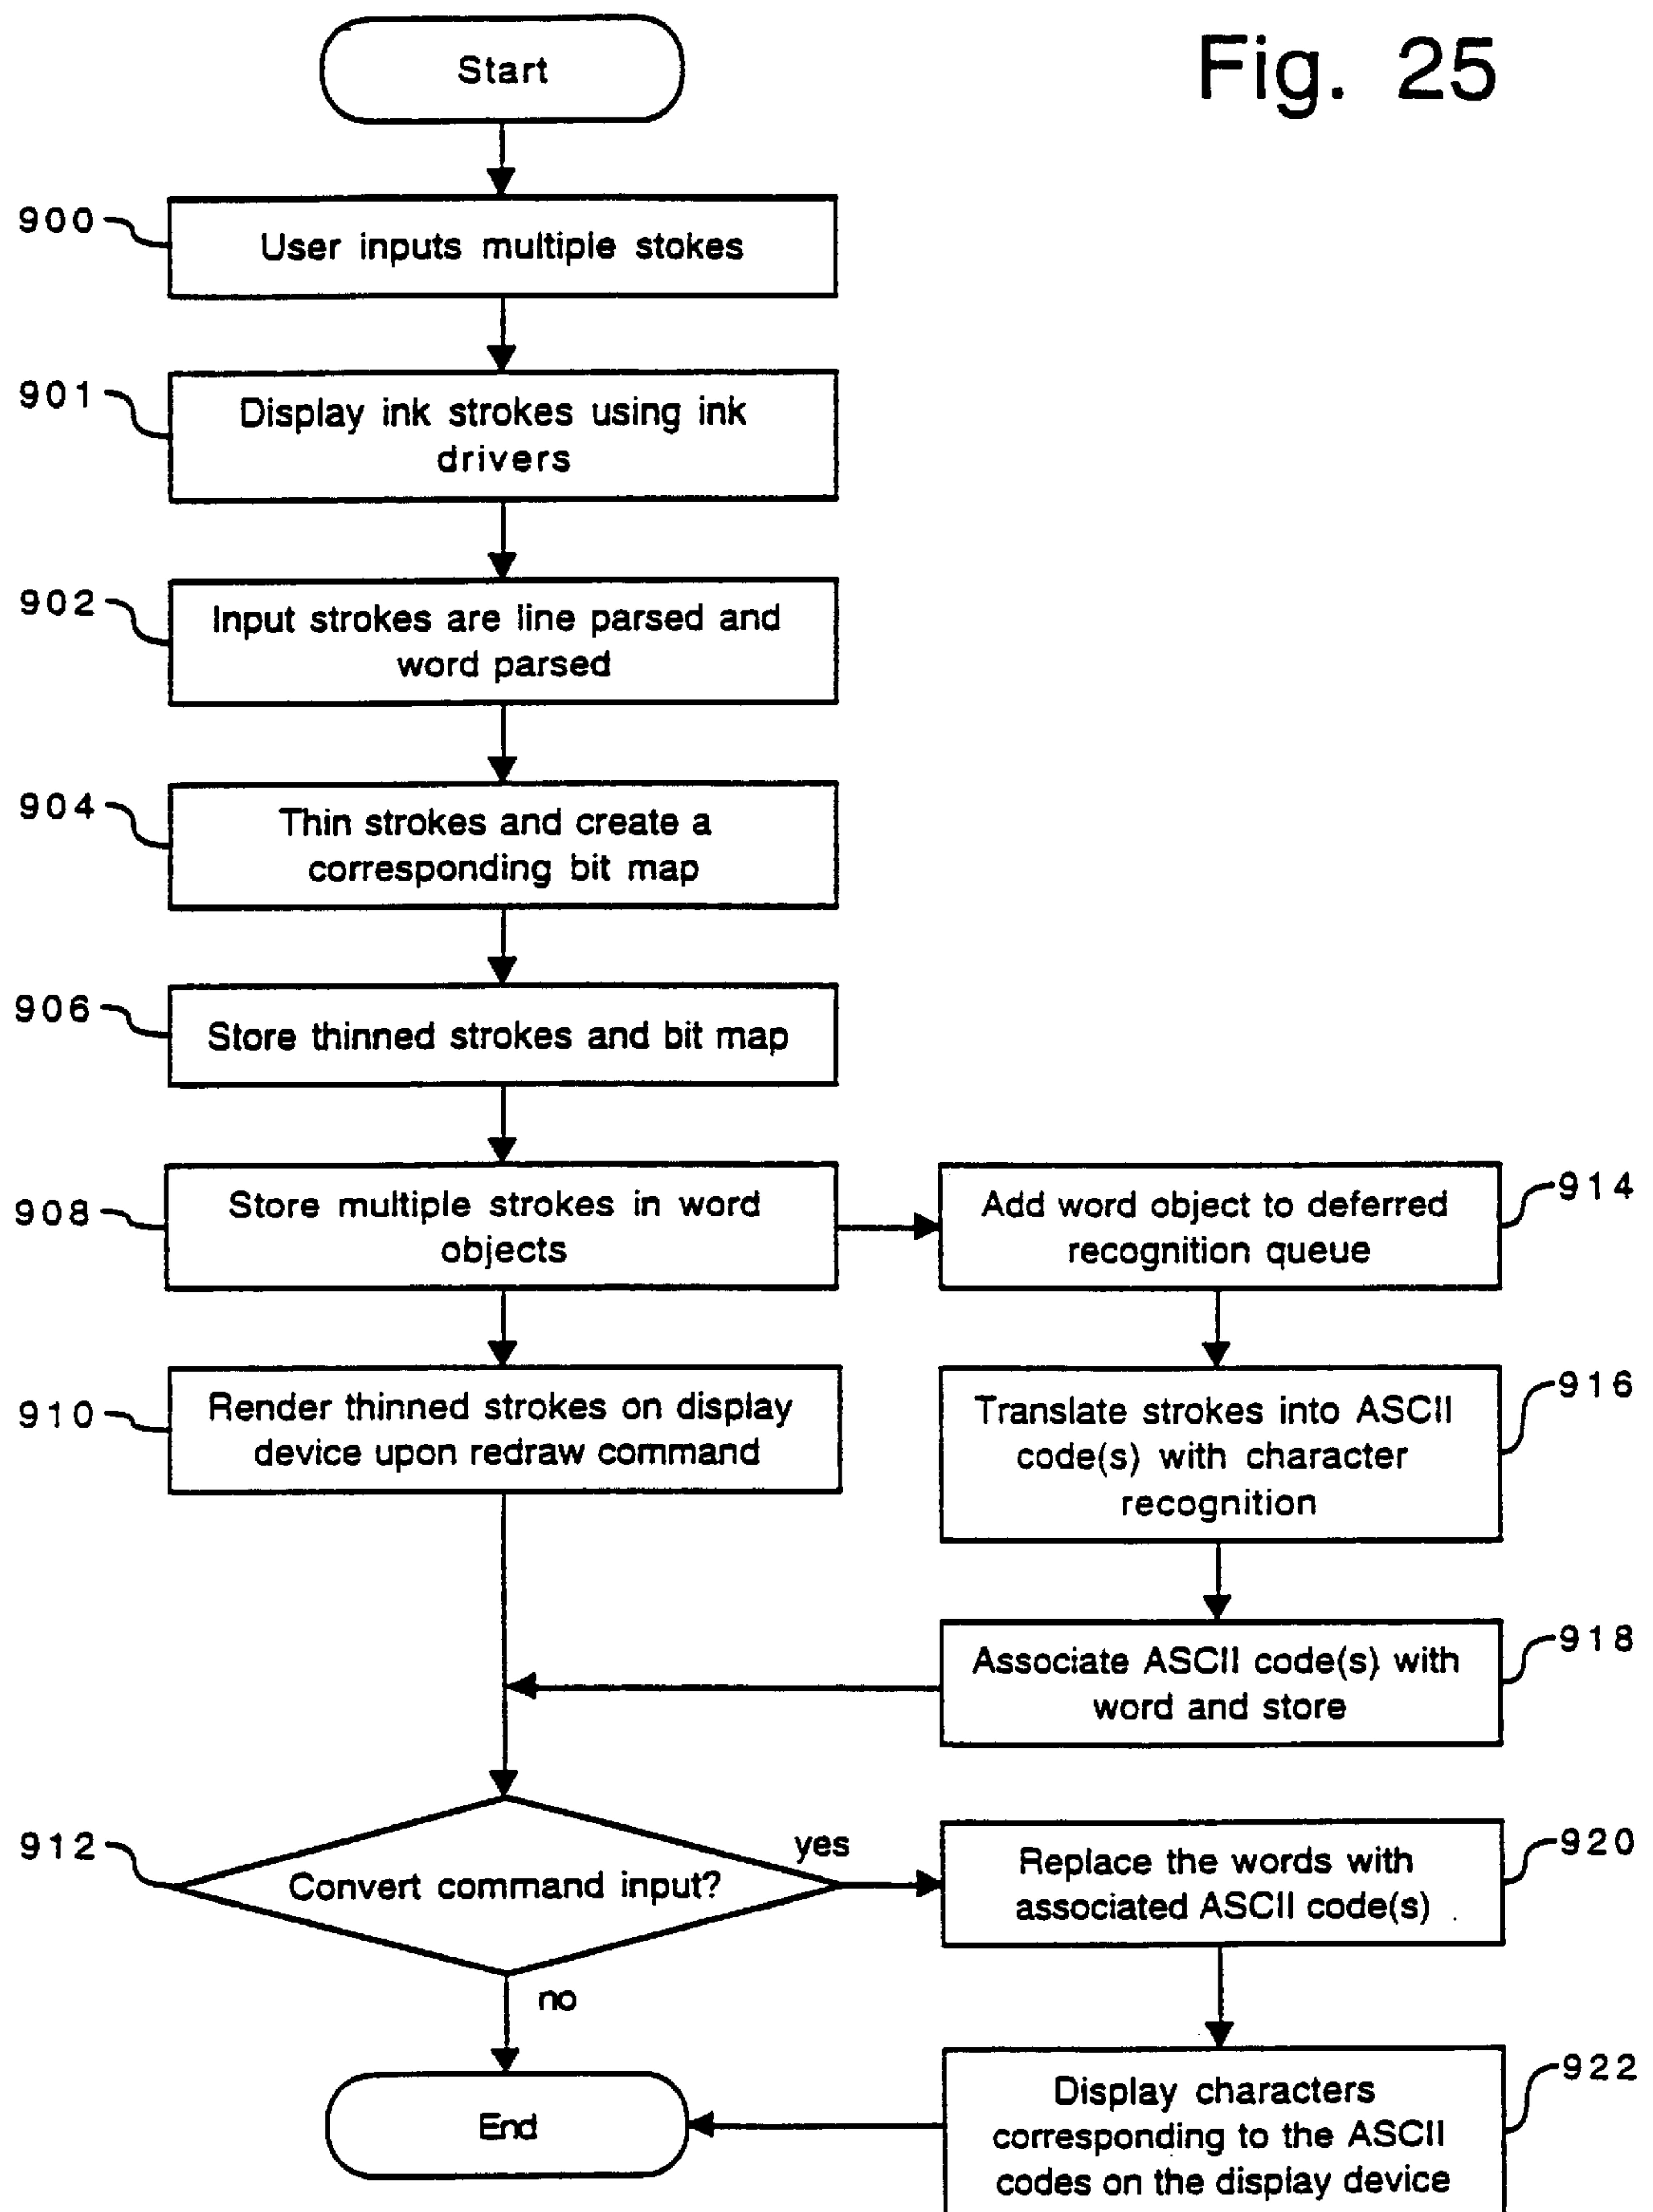 Fig. 25
Start
900
User inputs multiple stokes
901
Display ink strokes using ink
drivers
902
Input strokes are line parsed and
word parsed
904
Thin strokes and create a
corresponding bit map
906
Store thinned strokes and bit map
908
Store multiple strokes in word
objects
914
Add word object to deferred
recognition queue
910
Render thinned strokes on display
device upon redraw command
916
Translate strokes into ASCII
code(s) with character
recognition
918
Associate ASCII code(s) with
word and store
912
Convert command input?
yes
no
920
Replace the words with
associated ASCII code(s)
922
Display characters
corresponding to the ASCII
codes on the display device
End